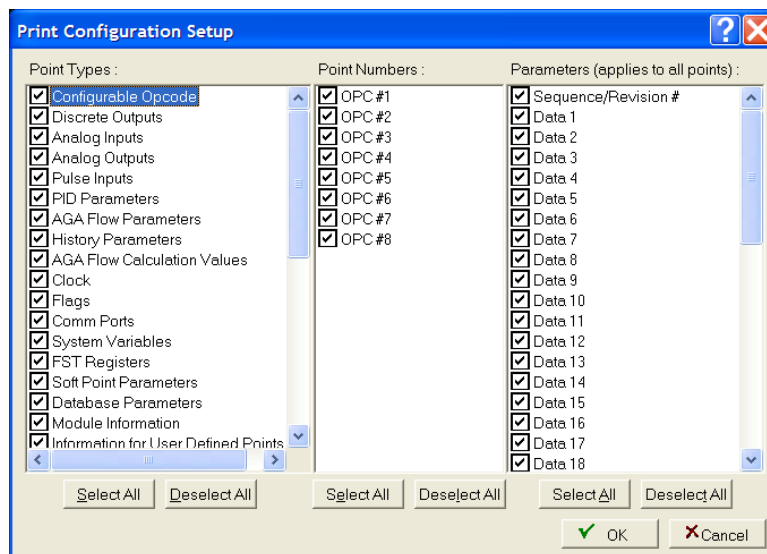 Print Configuration Setup
Point Types :
Configurable Opcode
Discrete Outputs
Analog Inputs
Analog Outputs
Pulse Inputs
PID Parameters
AGA Flow Parameters
History Parameters
AGA Flow Calculation Values
Clock
Flags
Comm Ports
System Variables
FST Registers
Soft Point Parameters
Database Parameters
Module Information
Information for User Defined Points
Select All Deselect All
Point Numbers :
OPC #1
OPC #2
OPC #3
OPC #4
OPC #5
OPC #6
OPC #7
OPC #8
Select All Deselect All
Parameters (applies to all points) :
Sequence/Revision #
Data 1
Data 2
Data 3
Data 4
Data 5
Data 6
Data 7
Data 8
Data 9
Data 10
Data 11
Data 12
Data 13
Data 14
Data 15
Data 16
Data 17
Data 18
Select All Deselect All
OK Cancel